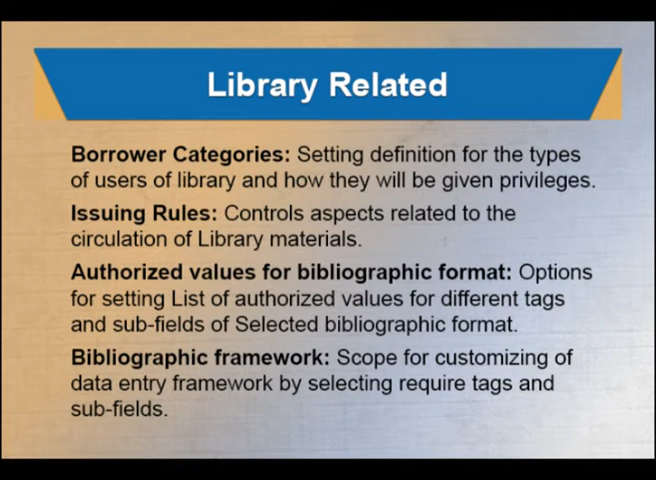 Library Related
Borrower Categories: Setting definition for the types
of users of library and how they will be given privileges.
Issuing Rules: Controls aspects related to the
circulation of Library materials.
Authorized values for bibliographic format: Options
for setting List of authorized values for different tags
and sub-fields of Selected bibliographic format.
Bibliographic framework: Scope for customizing of
data entry framework by selecting require tags and
sub-fields.